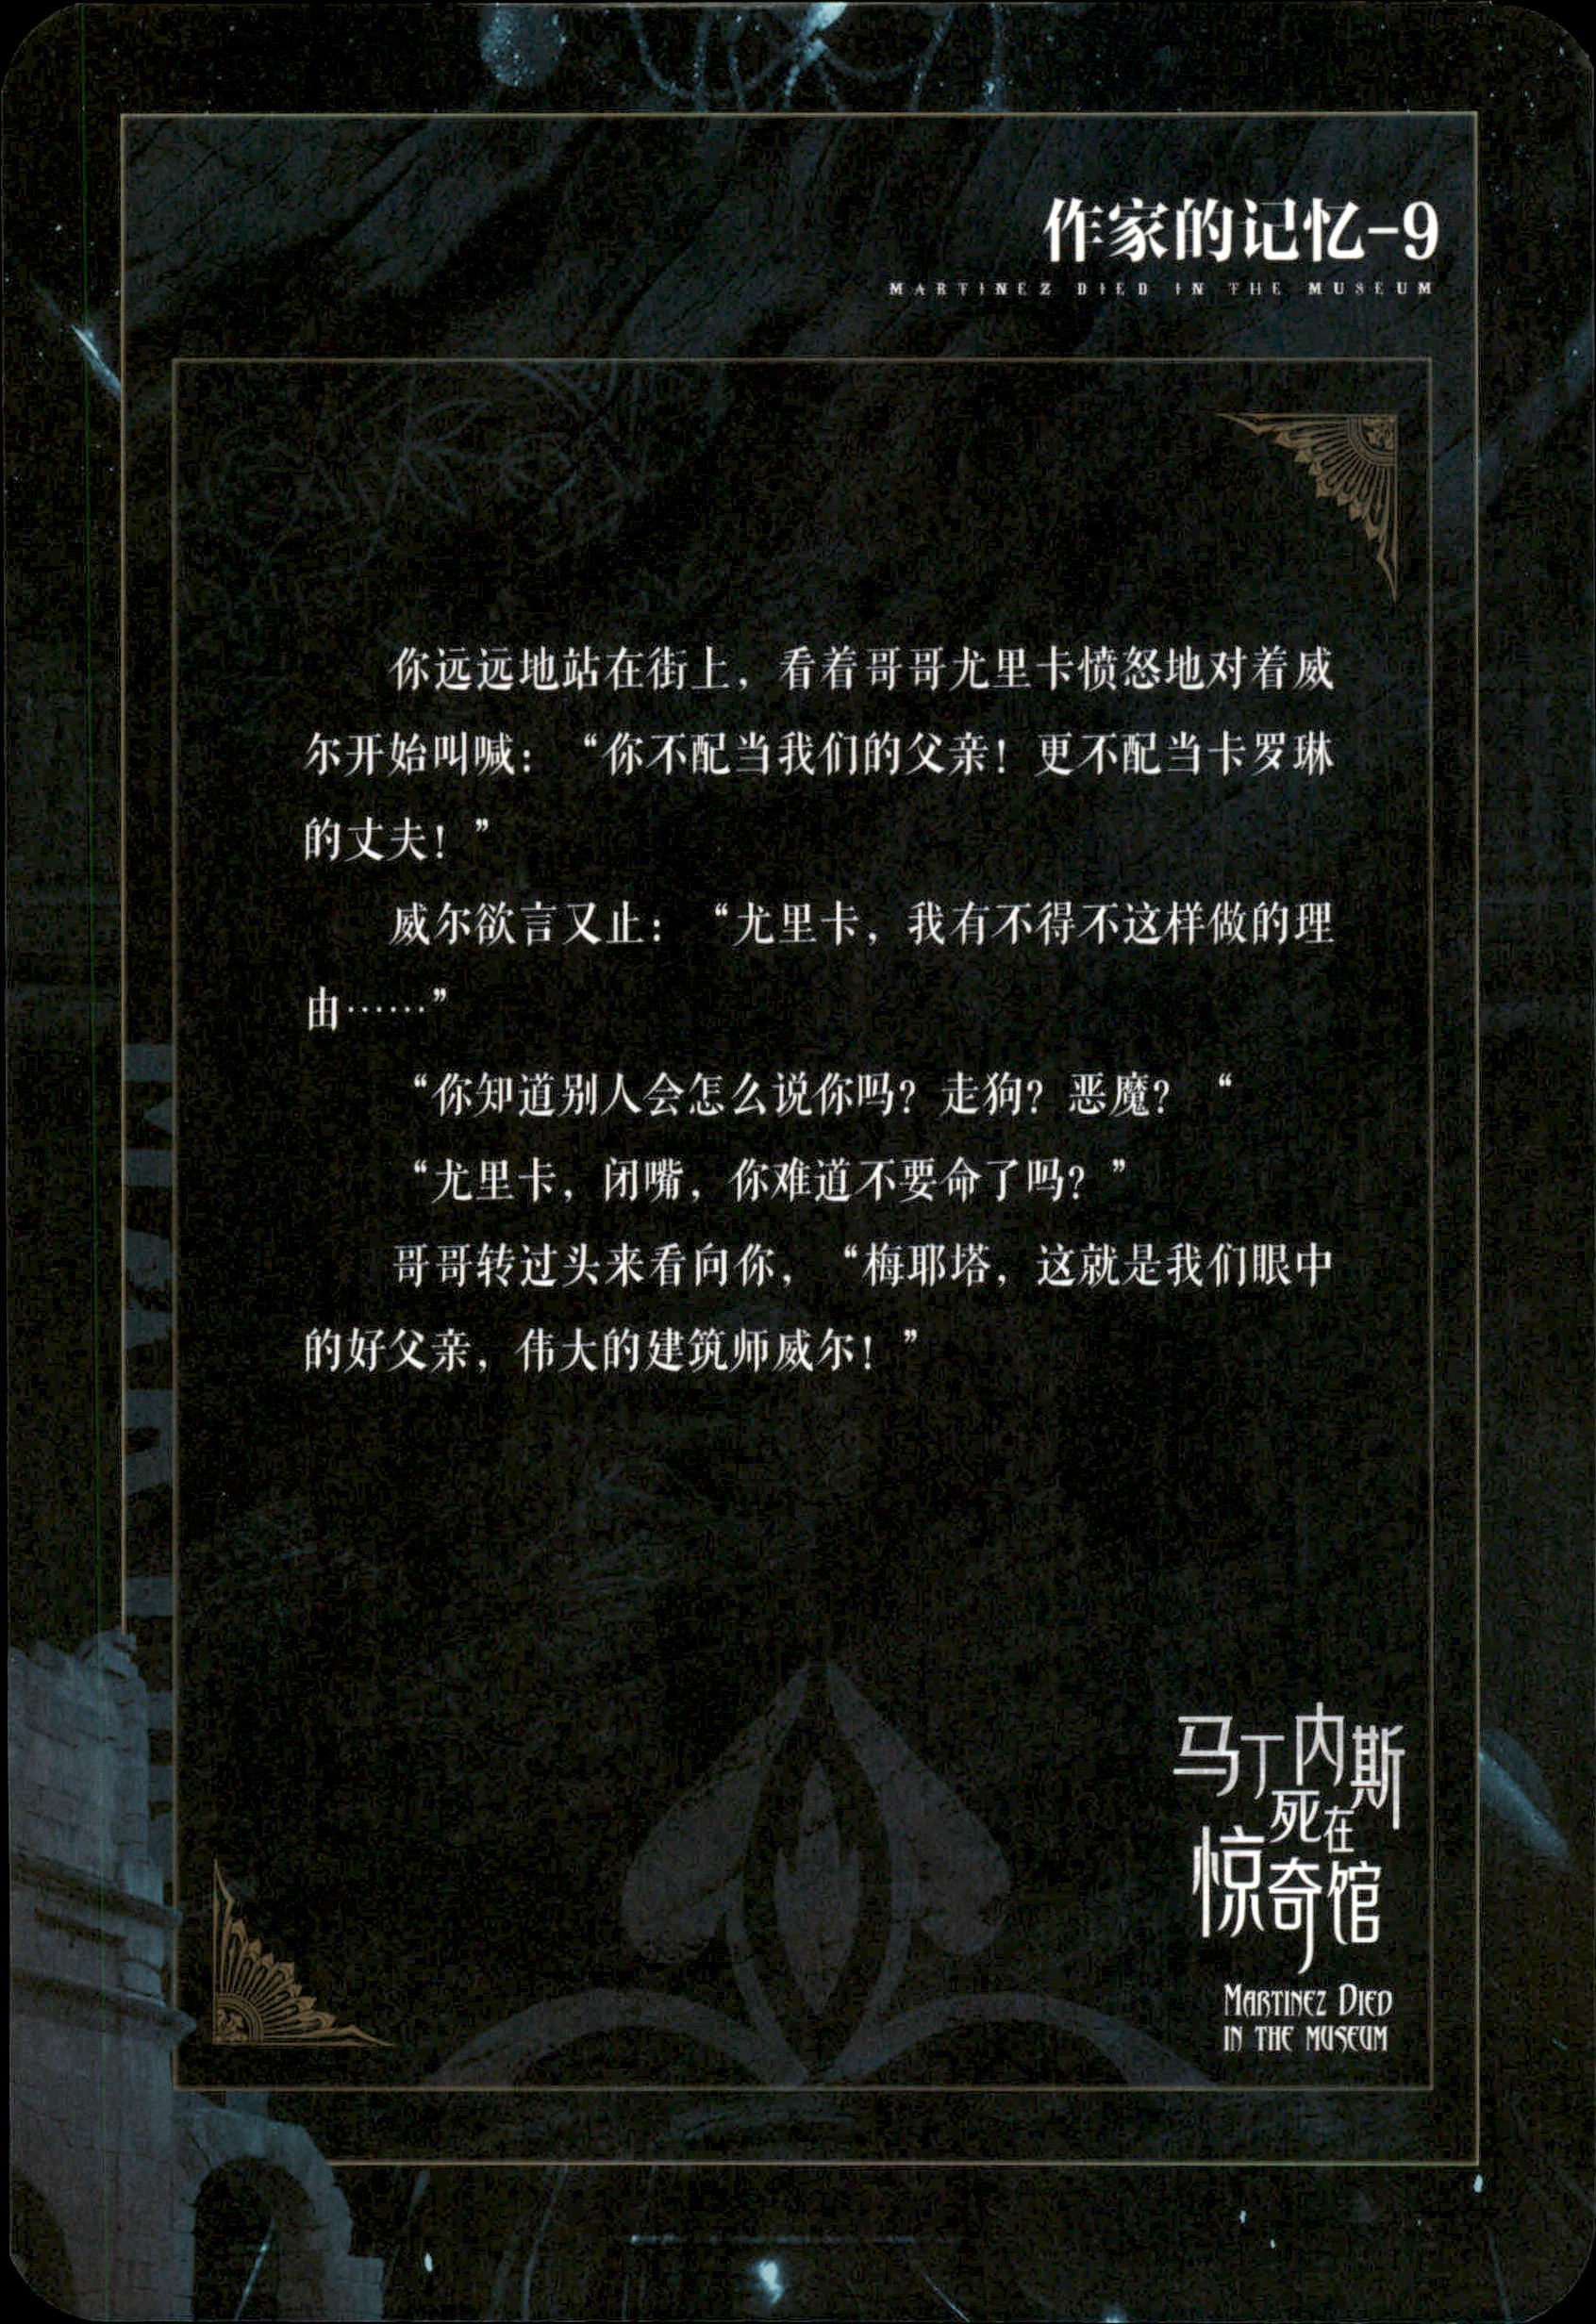 作家的记忆-9
MARTINEZ DIED IN THE MUSEUM
你远远地站在街上，看着哥哥尤里卡愤怒地对着威
尔开始叫喊：“你不配当我们的父亲！更不配当卡罗琳
的丈夫！”
威尔欲言又止：“尤里卡，我有不得不这样做的理
由……”
“你知道别人会怎么说你吗？走狗？恶魔？“
“尤里卡，闭嘴，你难道不要命了吗？”
哥哥转过头来看向你，“梅耶塔，这就是我们眼中
的好父亲，伟大的建筑师威尔！”
马丁内斯
死在
惊奇馆
MARTINEZ DIED
IN THE MUSEUM